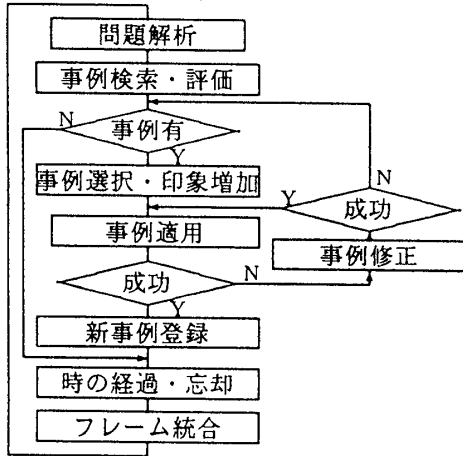 問題解析
事例検索・評価
N
事例有
Y
事例選択・印象増加
N
Y
成功
事例適用
事例修正
成功
N
Y
新事例登録
時の経過・忘却
フレーム統合